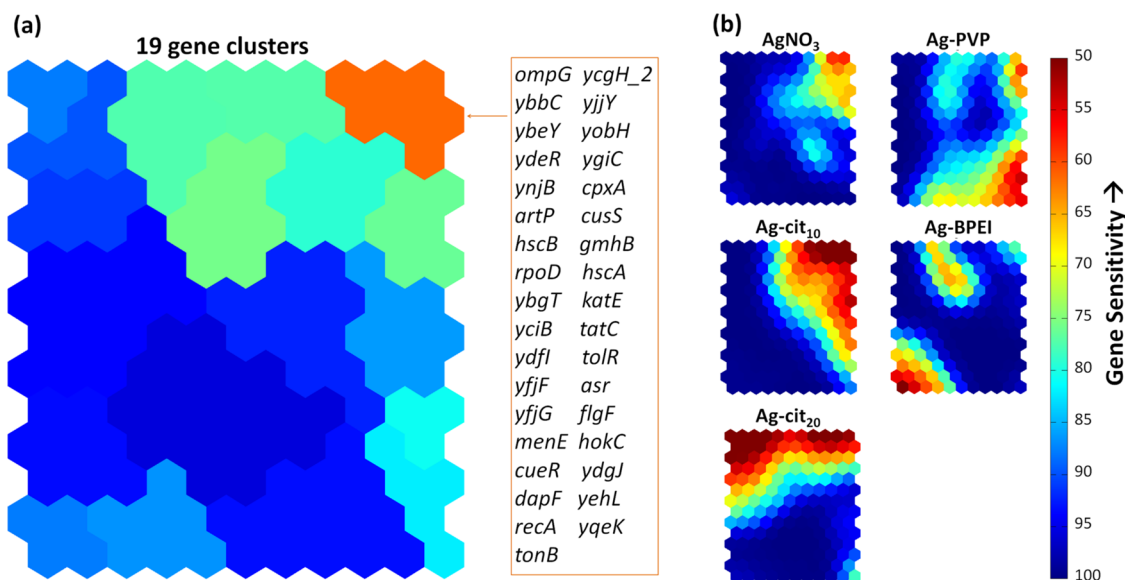 (a)
19 gene clusters
ompG ycgH_2
ybbC yjjY
ybeY yobH
ydeR ygiC
ynjB cpxA
artP cusS
hscB gmhB
rpoD hscA
ybgT katE
yciB tatC
ydfI tolR
yfjF asr
yfjG flgF
menE hokC
cueR ydgJ
dapF yehL
recA yqeK
tonB
(b)
AgNO₃ Ag-PVP
Ag-cit₁₀ Ag-BPEI
Ag-cit₂₀
50
55
60
65
70
75
80
85
90
95
100
Gene Sensitivity →